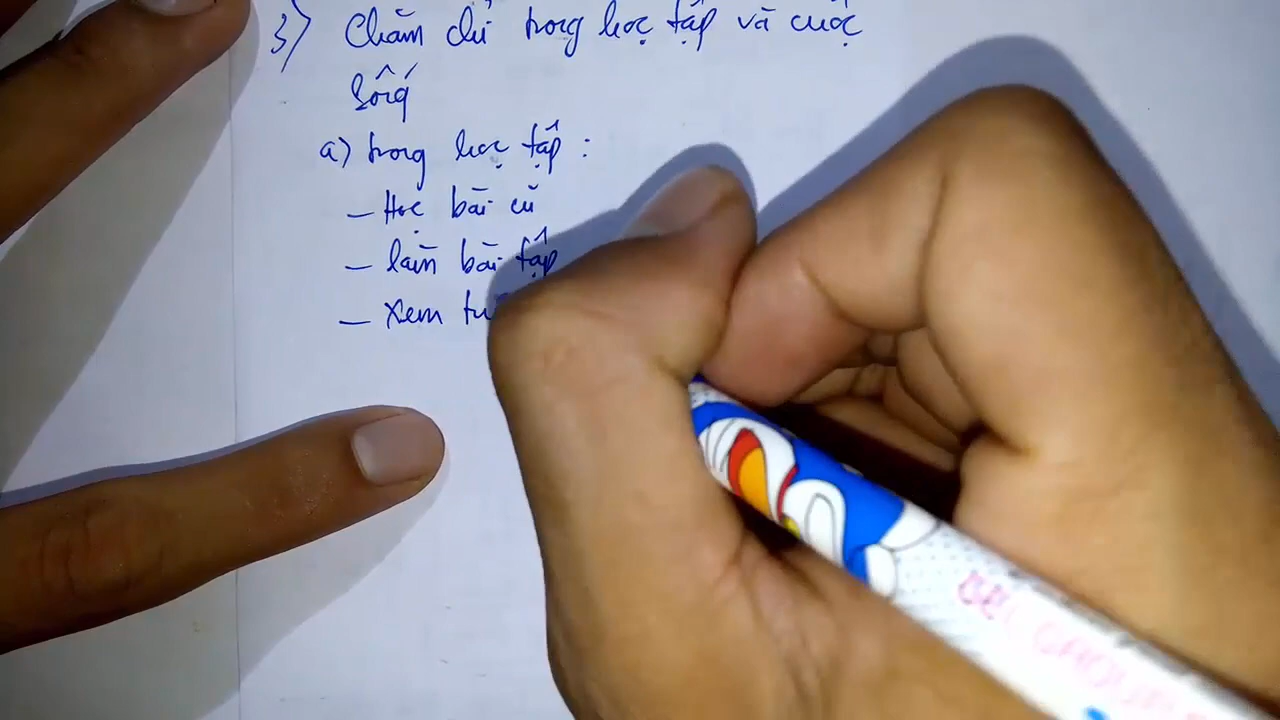 3) Chăm chỉ trong học tập và cuộc
sống
a) trong học tập :
- Học bài cũ
- làm bài tập
- Xem